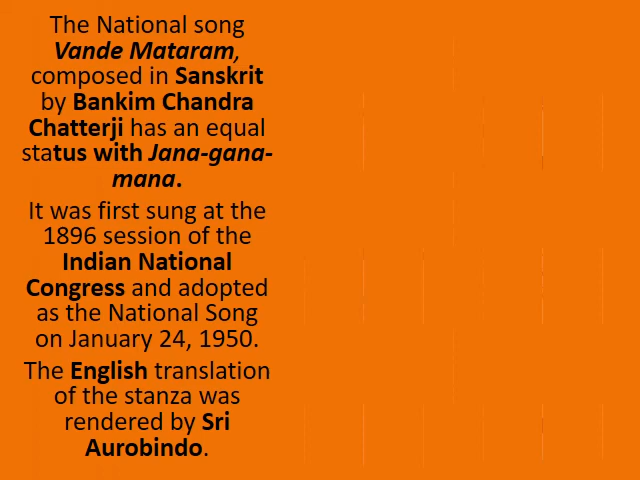 The National song
Vande Mataram,
composed in Sanskrit
by Bankim Chandra
Chatterji has an equal
status with Jana-gana-
mana.
It was first sung at the
1896 session of the
Indian National
Congress and adopted
as the National Song
on January 24, 1950.
The English translation
of the stanza was
rendered by Sri
Aurobindo.